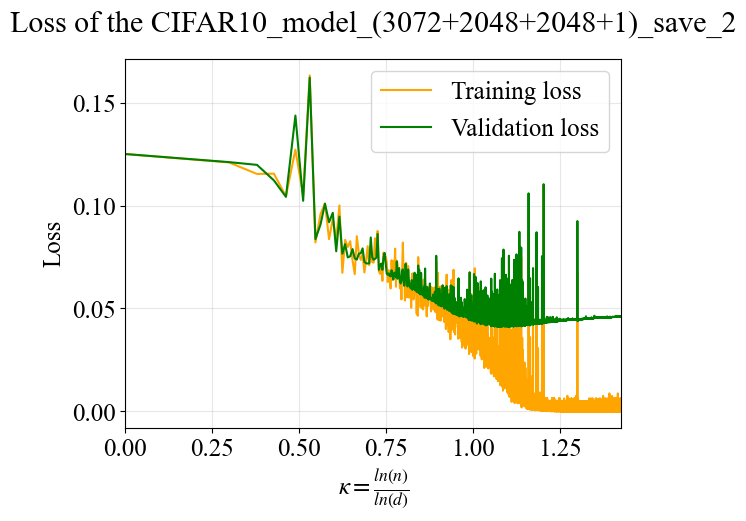 Loss of the CIFAR10_model_(3072+2048+2048+1)_save_2
Training loss
Validation loss
0.15
0.10
0.05
0.00
Loss
0.00 0.25 0.50 0.75 1.00 1.25
κ = ln(n)/ln(d)